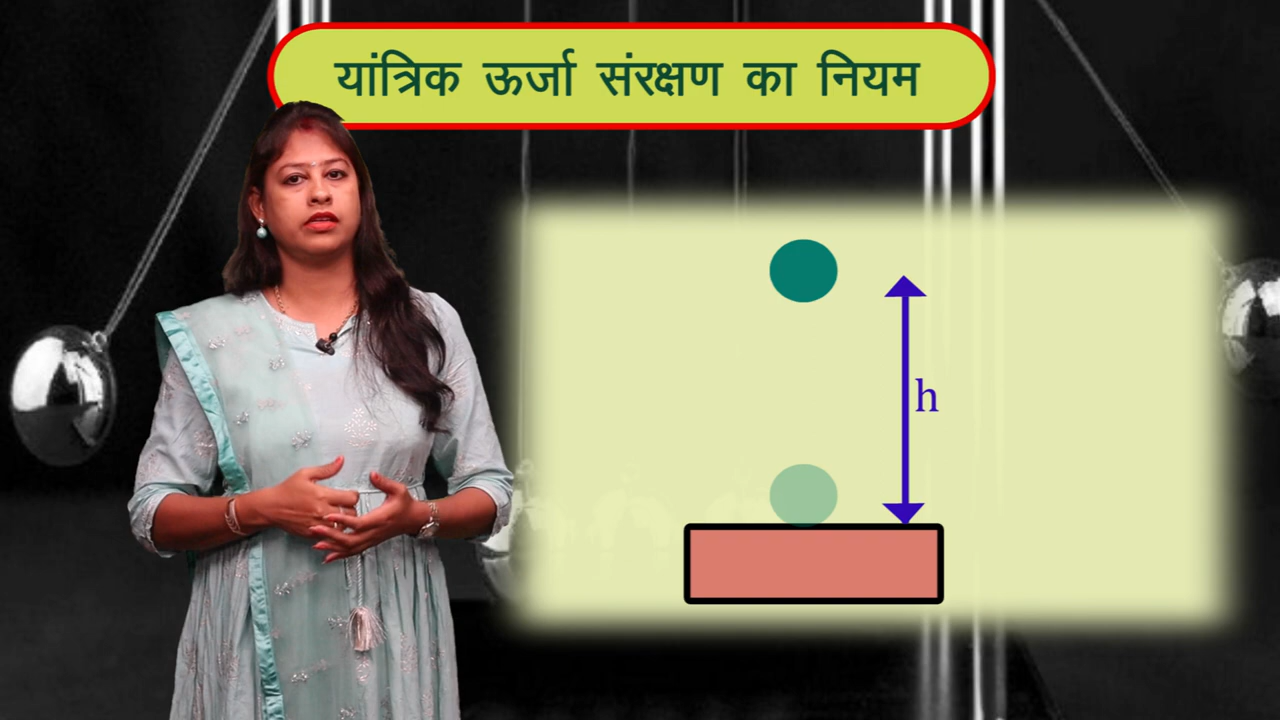 यांत्रिक ऊर्जा संरक्षण का नियम
h